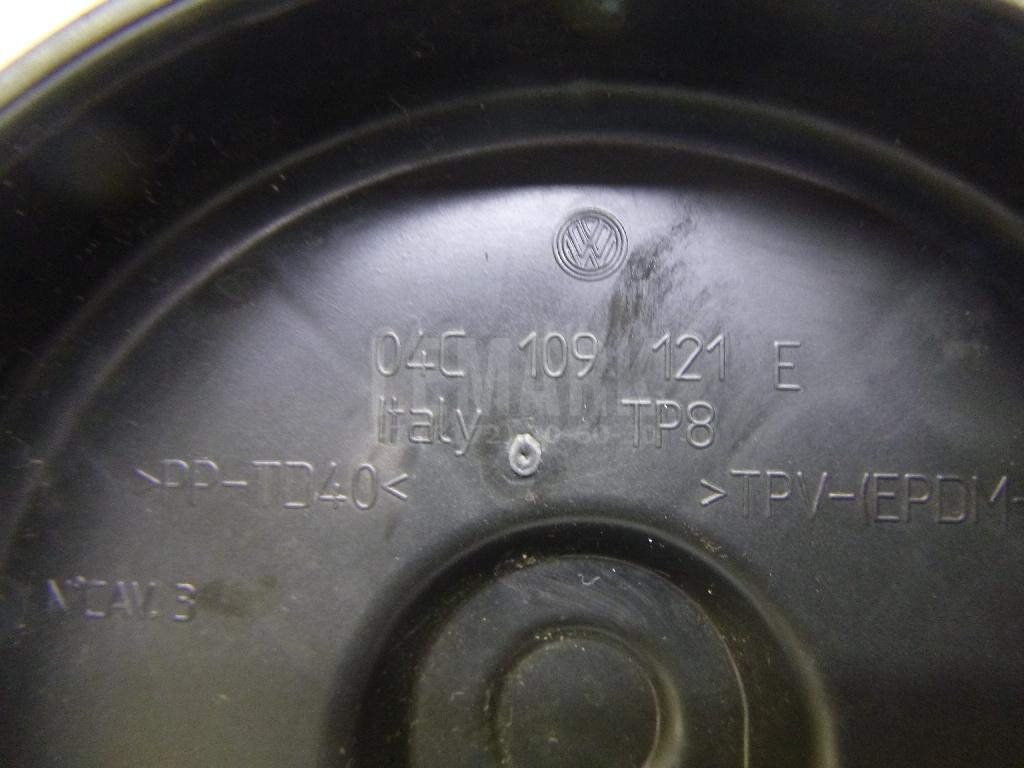 04C 109 121 E
Italy TP8
>PP-TD40< >TPV-(EPDM-
N°CAV. 3